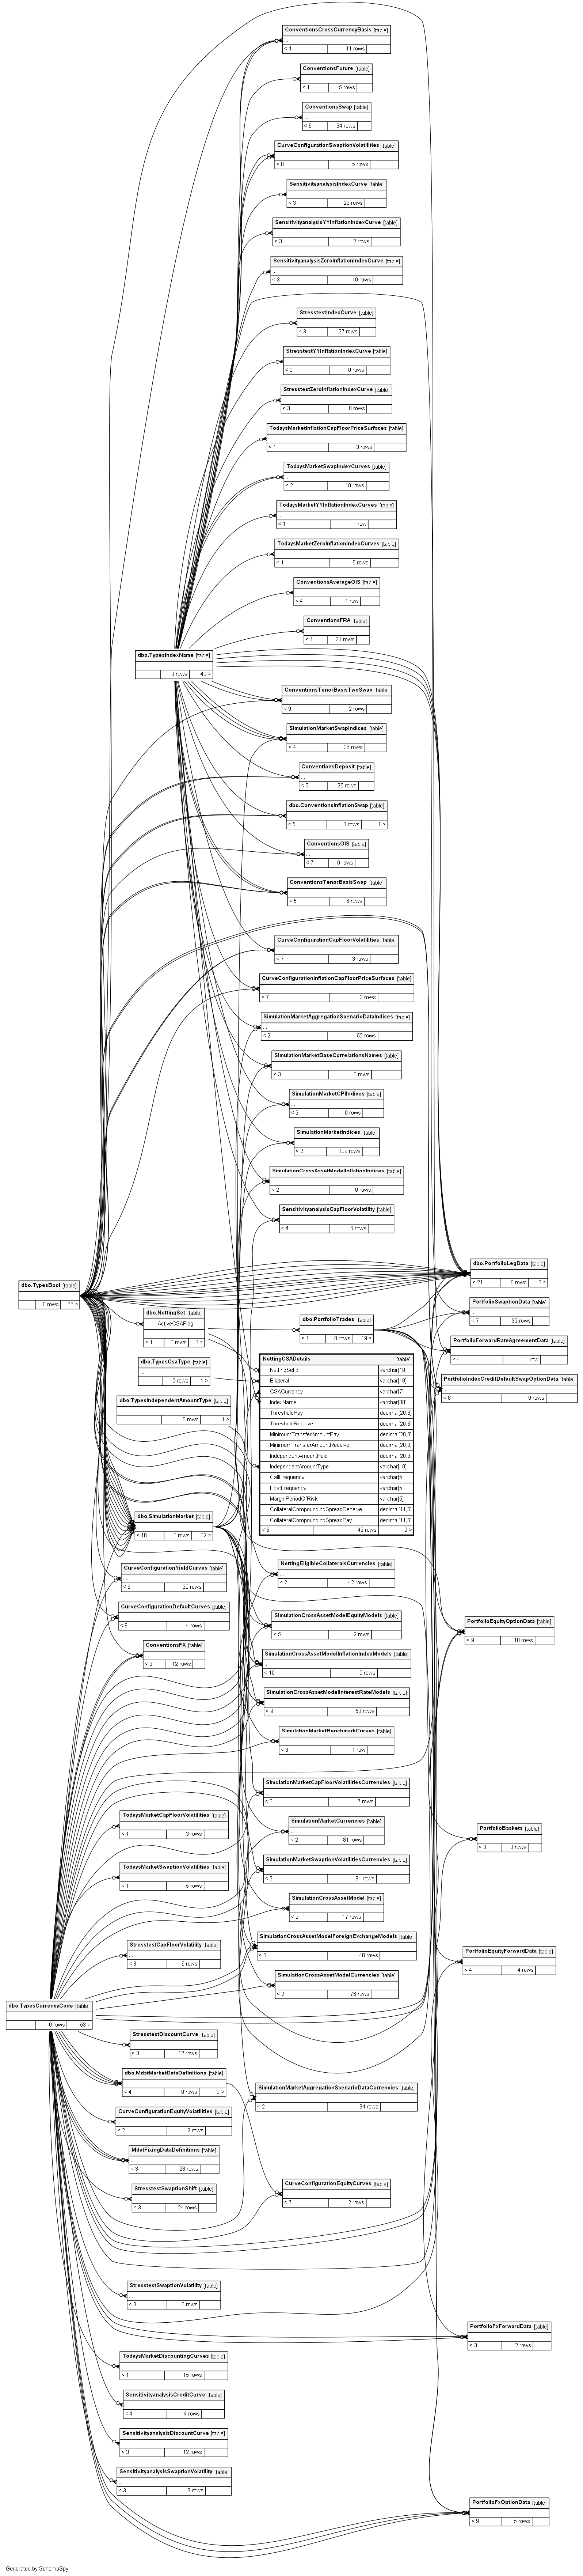 ConventionsCrossCurrencyBasis [table]
...
< 4 11 rows
ConventionsFuture [table]
...
< 1 5 rows
ConventionsSwap [table]
...
< 6 34 rows
CurveConfigurationSwaptionVolatilities [table]
...
< 8 5 rows
SensitivityanalysisIndexCurve [table]
...
< 3 23 rows
SensitivityanalysisYYInflationIndexCurve [table]
...
< 3 2 rows
SensitivityanalysisZeroInflationIndexCurve [table]
...
< 3 10 rows
StresstestIndexCurve [table]
...
< 3 27 rows
StresstestYYInflationIndexCurve [table]
...
< 3 0 rows
StresstestZeroInflationIndexCurve [table]
...
< 3 0 rows
TodaysMarketInflationCapFloorPriceSurfaces [table]
...
< 1 3 rows
TodaysMarketSwapIndexCurves [table]
...
< 2 10 rows
TodaysMarketYYInflationIndexCurves [table]
...
< 1 1 row
TodaysMarketZeroInflationIndexCurves [table]
...
< 1 6 rows
ConventionsAverageOIS [table]
...
< 4 1 row
ConventionsFRA [table]
...
< 1 21 rows
dbo.TypesIndexName [table]
...
0 rows 43 >
ConventionsTenorBasisTwoSwap [table]
...
< 9 2 rows
SimulationMarketSwapIndices [table]
...
< 4 36 rows
ConventionsDeposit [table]
...
< 5 25 rows
dbo.ConventionsInflationSwap [table]
...
< 5 0 rows 1 >
ConventionsOIS [table]
...
< 7 6 rows
ConventionsTenorBasisSwap [table]
...
< 5 8 rows
CurveConfigurationCapFloorVolatilities [table]
...
< 7 3 rows
CurveConfigurationInflationCapFloorPriceSurfaces [table]
...
< 7 3 rows
SimulationMarketAggregationScenarioDataIndices [table]
...
< 2 52 rows
SimulationMarketBaseCorrelationsNames [table]
...
< 3 0 rows
SimulationMarketCPIIndices [table]
...
< 2 0 rows
SimulationMarketIndices [table]
...
< 2 139 rows
SimulationCrossAssetModelInflationIndices [table]
...
< 2 0 rows
SensitivityanalysisCapFloorVolatility [table]
...
< 4 6 rows
dbo.PortfolioLegData [table]
...
< 21 0 rows 8 >
dbo.TypesBool [table]
...
0 rows 88 >
PortfolioSwaptionData [table]
...
< 7 32 rows
dbo.NettingSet [table]
ActiveCSAFlag
...
< 1 0 rows 3 >
dbo.PortfolioTrades [table]
...
< 1 0 rows 19 >
PortfolioForwardRateAgreementData [table]
...
< 4 1 row
dbo.TypesCsaType [table]
...
0 rows 1 >
PortfolioIndexCreditDefaultSwapOptionData [table]
...
< 8 0 rows
NettingCSADetails [table]
NettingSetId varchar[10]
Bilateral varchar[10]
CSACurrency varchar[7]
IndexName varchar[30]
ThresholdPay decimal[20,3]
ThresholdReceive decimal[20,3]
MinimumTransferAmountPay decimal[20,3]
MinimumTransferAmountReceive decimal[20,3]
IndependentAmountHeld decimal[20,3]
IndependentAmountType varchar[10]
CallFrequency varchar[5]
PostFrequency varchar[5]
MarginPeriodOfRisk varchar[5]
CollateralCompoundingSpreadReceive decimal[11,8]
CollateralCompoundingSpreadPay decimal[11,8]
< 5 42 rows 0 >
dbo.TypesIndependentAmountType [table]
...
0 rows 1 >
dbo.SimulationMarket [table]
...
< 18 0 rows 32 >
CurveConfigurationYieldCurves [table]
...
< 6 30 rows
NettingEligibleCollateralsCurrencies [table]
...
< 2 42 rows
CurveConfigurationDefaultCurves [table]
...
< 8 4 rows
SimulationCrossAssetModelEquityModels [table]
...
< 5 2 rows
PortfolioEquityOptionData [table]
...
< 9 10 rows
ConventionsFX [table]
...
< 3 12 rows
SimulationCrossAssetModelInflationIndexModels [table]
...
< 10 0 rows
SimulationCrossAssetModelInterestRateModels [table]
...
< 9 50 rows
SimulationMarketBenchmarkCurves [table]
...
< 3 1 row
SimulationMarketCapFloorVolatilitiesCurrencies [table]
...
< 3 7 rows
TodaysMarketCapFloorVolatilities [table]
...
< 1 3 rows
SimulationMarketCurrencies [table]
...
< 2 81 rows
PortfolioBaskets [table]
...
< 3 0 rows
TodaysMarketSwaptionVolatilities [table]
...
< 1 5 rows
SimulationMarketSwaptionVolatilitiesCurrencies [table]
...
< 3 81 rows
SimulationCrossAssetModel [table]
...
< 2 17 rows
StresstestCapFloorVolatility [table]
...
< 3 8 rows
SimulationCrossAssetModelForeignExchangeModels [table]
...
< 6 48 rows
PortfolioEquityForwardData [table]
...
< 4 4 rows
SimulationCrossAssetModelCurrencies [table]
...
< 2 76 rows
dbo.TypesCurrencyCode [table]
...
0 rows 53 >
StresstestDiscountCurve [table]
...
< 3 12 rows
dbo.MdatMarketDataDefinitions [table]
...
< 4 0 rows 8 >
SimulationMarketAggregationScenarioDataCurrencies [table]
...
< 2 34 rows
CurveConfigurationEquityVolatilities [table]
...
< 2 2 rows
MdatFixingDataDefinitions [table]
...
< 3 28 rows
StresstestSwaptionShift [table]
...
< 3 24 rows
CurveConfigurationEquityCurves [table]
...
< 7 2 rows
StresstestSwaptionVolatility [table]
...
< 3 6 rows
PortfolioFxForwardData [table]
...
< 3 2 rows
TodaysMarketDiscountingCurves [table]
...
< 1 15 rows
SensitivityanalysisCreditCurve [table]
...
< 4 4 rows
SensitivityanalysisDiscountCurve [table]
...
< 3 12 rows
SensitivityanalysisSwaptionVolatility [table]
...
< 3 3 rows
PortfolioFxOptionData [table]
...
< 9 5 rows
Generated by SchemaSpy